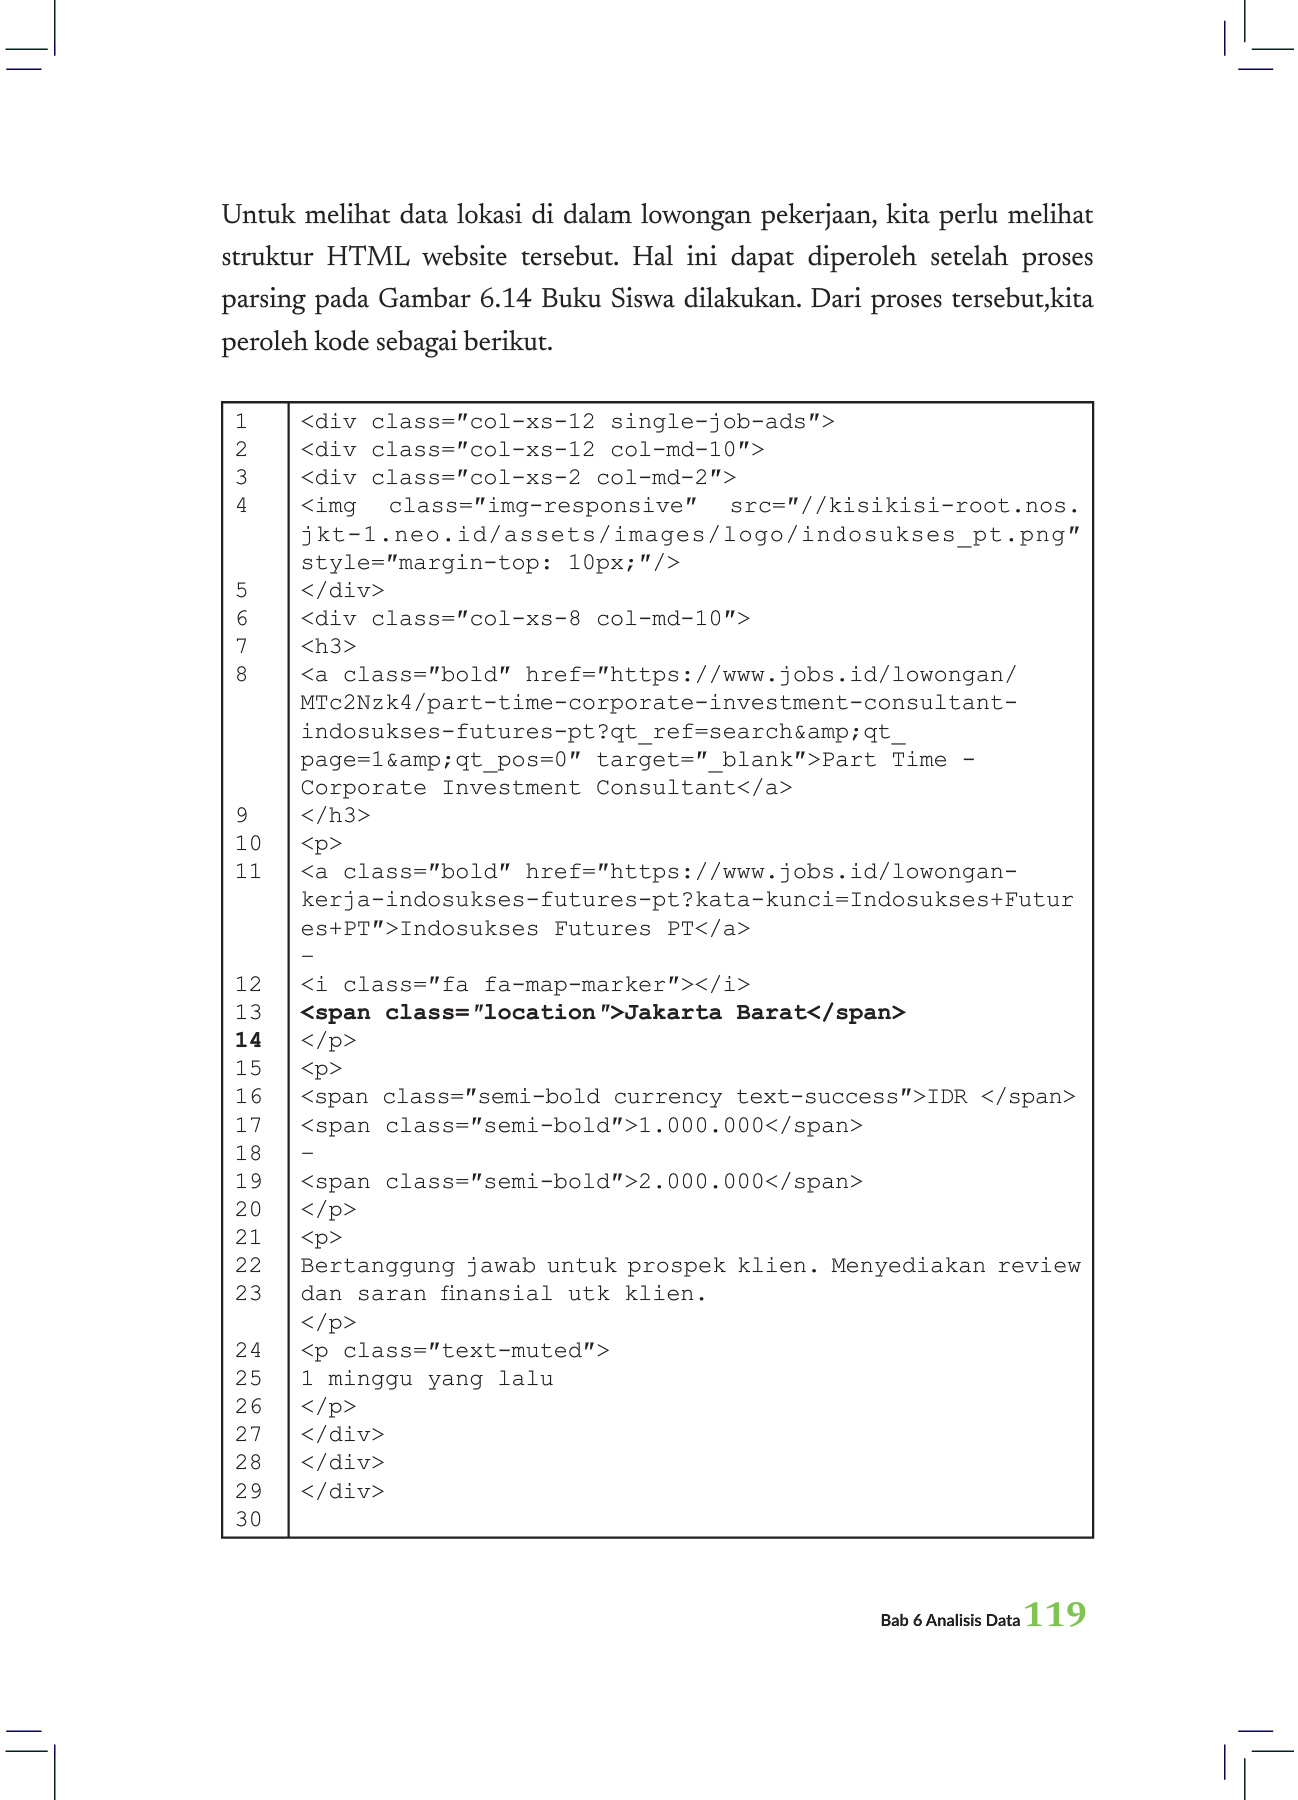 Untuk melihat data lokasi di dalam lowongan pekerjaan, kita perlu melihat
struktur HTML website tersebut. Hal ini dapat diperoleh setelah proses
parsing pada Gambar 6.14 Buku Siswa dilakukan. Dari proses tersebut,kita
peroleh kode sebagai berikut.
1 <div class="col-xs-12 single-job-ads">
2 <div class="col-xs-12 col-md-10">
3 <div class="col-xs-2 col-md-2">
4 <img class="img-responsive" src="//kisikisi-root.nos.
jkt-1.neo.id/assets/images/logo/indosukses_pt.png"
style="margin-top: 10px;"/>
5 </div>
6 <div class="col-xs-8 col-md-10">
7 <h3>
8 <a class="bold" href="https://www.jobs.id/lowongan/
MTc2Nzk4/part-time-corporate-investment-consultant-
indosukses-futures-pt?qt_ref=search&amp;qt_
page=1&amp;qt_pos=0" target="_blank">Part Time -
Corporate Investment Consultant</a>
9 </h3>
10 <p>
11 <a class="bold" href="https://www.jobs.id/lowongan-
kerja-indosukses-futures-pt?kata-kunci=Indosukses+Futur
es+PT">Indosukses Futures PT</a>
–
12 <i class="fa fa-map-marker"></i>
13 <span class="location">Jakarta Barat</span>
14 </p>
15 <p>
16 <span class="semi-bold currency text-success">IDR </span>
17 <span class="semi-bold">1.000.000</span>
18 –
19 <span class="semi-bold">2.000.000</span>
20 </p>
21 <p>
22 Bertanggung jawab untuk prospek klien. Menyediakan review
23 dan saran finansial utk klien.
</p>
24 <p class="text-muted">
25 1 minggu yang lalu
26 </p>
27 </div>
28 </div>
29 </div>
30
Bab 6 Analisis Data 119